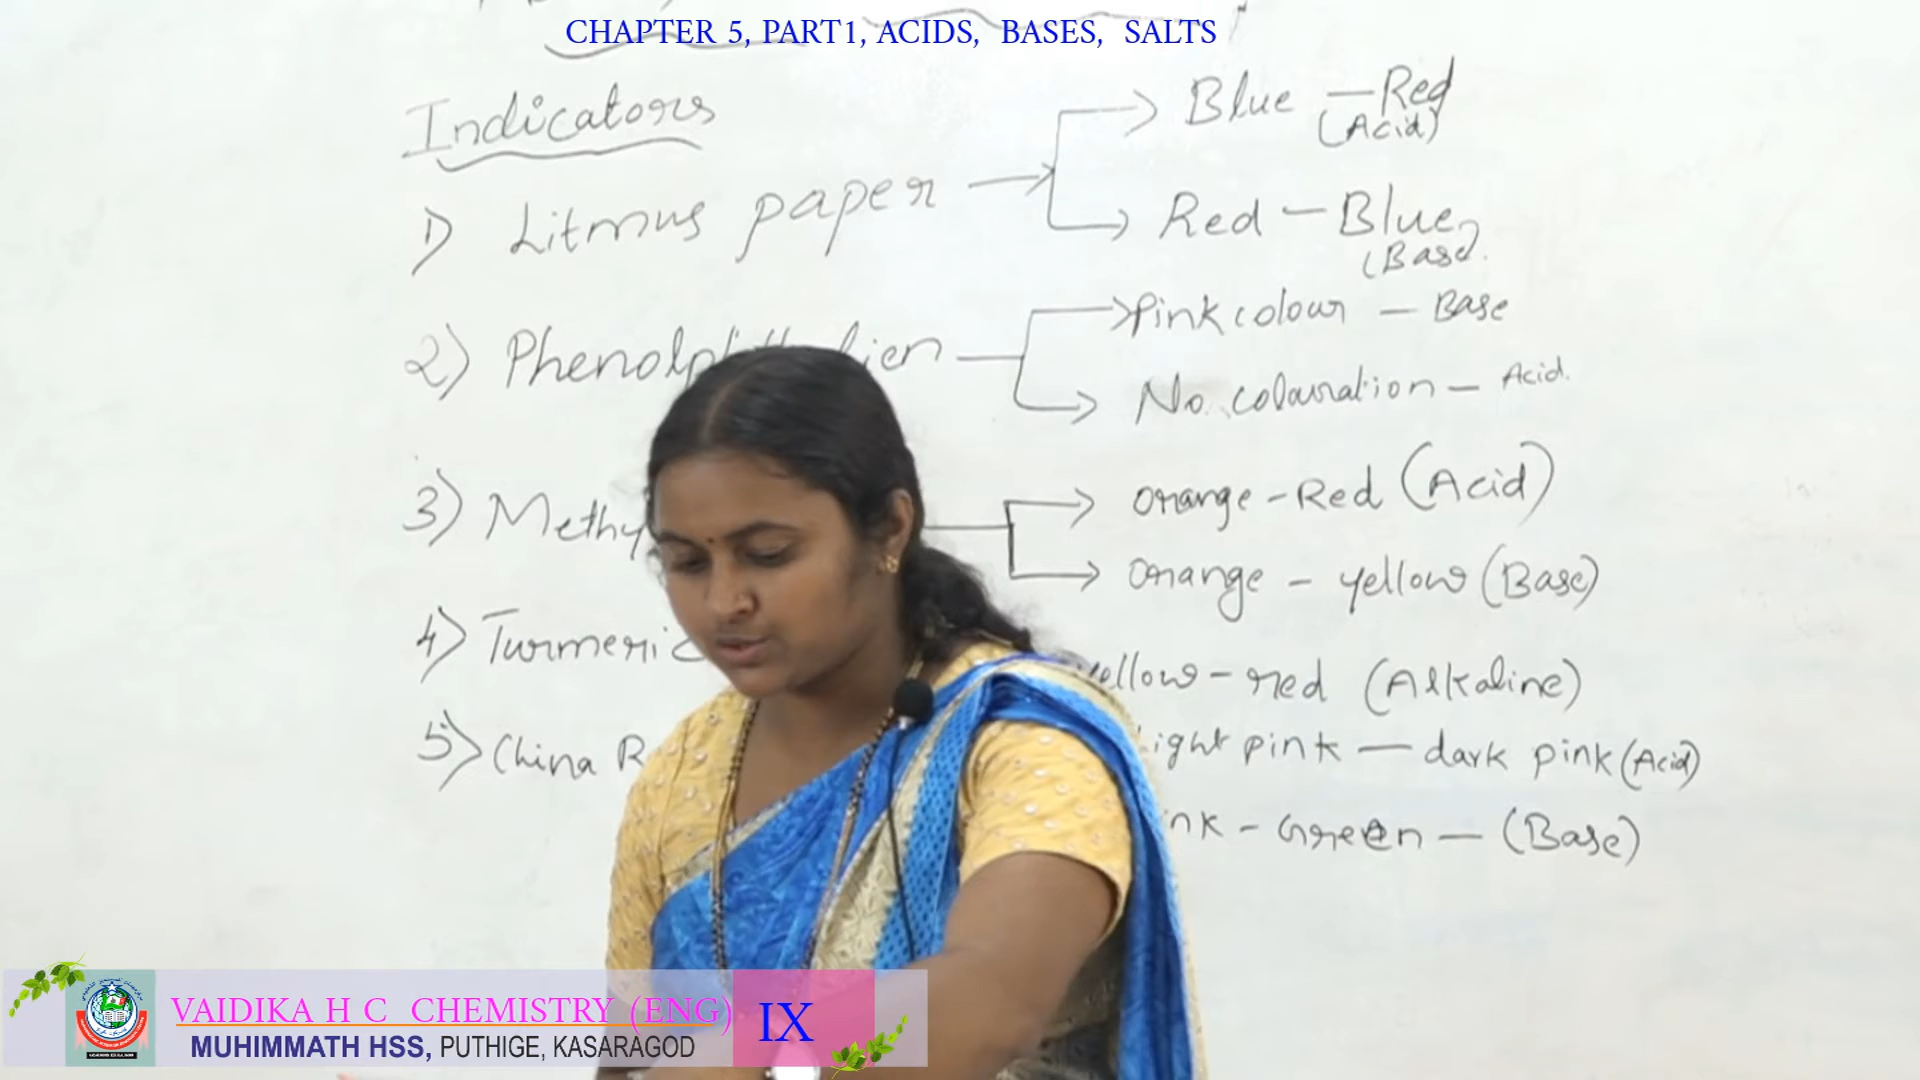 CHAPTER 5, PART1, ACIDS, BASES, SALTS
Indicators
1) Litmus paper → Blue — Red
(Acid)
Red — Blue
(Base)
2) Phenolphth lien → Pink colour — Base
No colouration — Acid.
3) Methy → Orange - Red (Acid)
Orange - yellow (Base)
4) Turmeric ellow - red (Alkaline)
5) China R ight pink — dark pink (Acid)
nk - Green — (Base)
VAIDIKA H C CHEMISTRY (ENG) IX
MUHIMMATH HSS, PUTHIGE, KASARAGOD